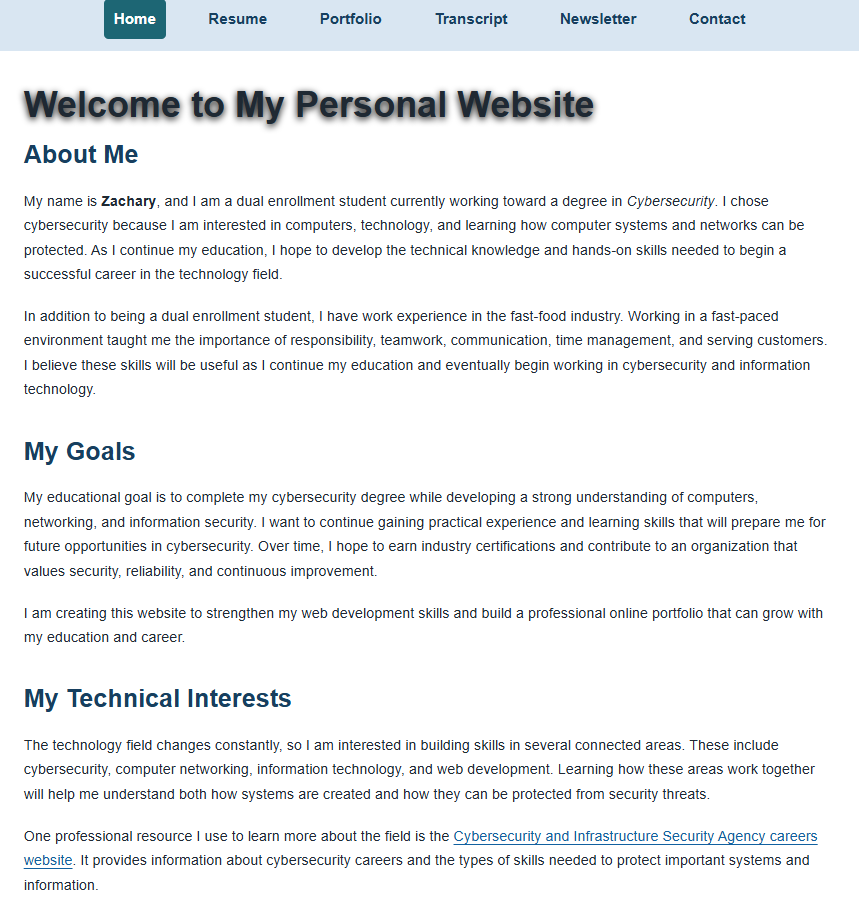 Home Resume Portfolio Transcript Newsletter Contact
Welcome to My Personal Website
About Me
My name is Zachary, and I am a dual enrollment student currently working toward a degree in Cybersecurity. I chose
cybersecurity because I am interested in computers, technology, and learning how computer systems and networks can be
protected. As I continue my education, I hope to develop the technical knowledge and hands-on skills needed to begin a
successful career in the technology field.
In addition to being a dual enrollment student, I have work experience in the fast-food industry. Working in a fast-paced
environment taught me the importance of responsibility, teamwork, communication, time management, and serving customers.
I believe these skills will be useful as I continue my education and eventually begin working in cybersecurity and information
technology.
My Goals
My educational goal is to complete my cybersecurity degree while developing a strong understanding of computers,
networking, and information security. I want to continue gaining practical experience and learning skills that will prepare me for
future opportunities in cybersecurity. Over time, I hope to earn industry certifications and contribute to an organization that
values security, reliability, and continuous improvement.
I am creating this website to strengthen my web development skills and build a professional online portfolio that can grow with
my education and career.
My Technical Interests
The technology field changes constantly, so I am interested in building skills in several connected areas. These include
cybersecurity, computer networking, information technology, and web development. Learning how these areas work together
will help me understand both how systems are created and how they can be protected from security threats.
One professional resource I use to learn more about the field is the Cybersecurity and Infrastructure Security Agency careers
website. It provides information about cybersecurity careers and the types of skills needed to protect important systems and
information.